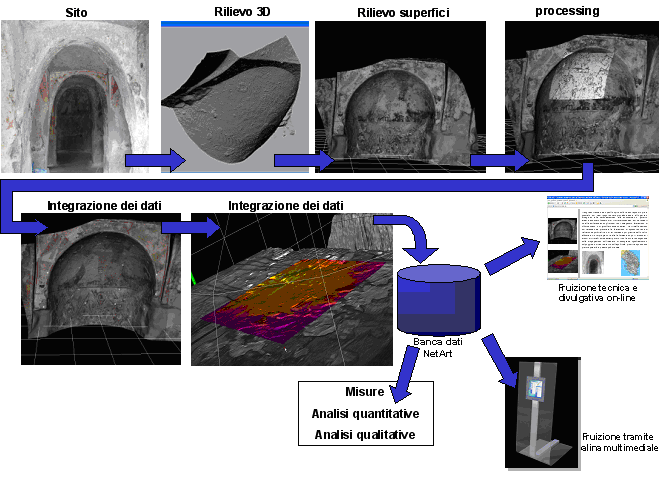 Sito
Rilievo 3D
Rilievo superfici
processing
Integrazione dei dati
Integrazione dei dati
Fruizione tecnica e
divulgativa on-line
Banca dati
NetArt
Misure
Analisi quantitative
Analisi qualitative
Fruizione tramite
alina multimediale